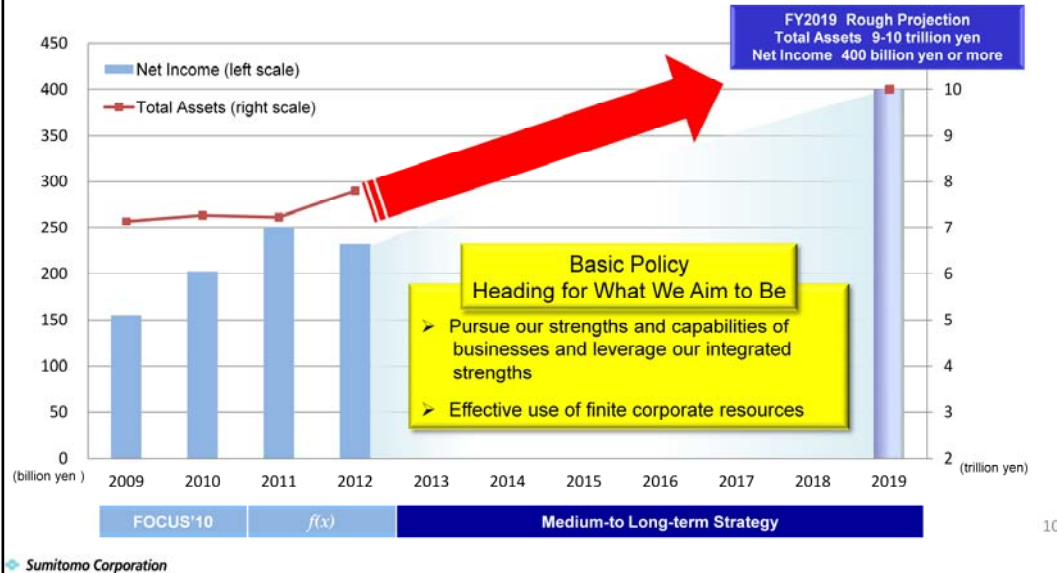 FY2019 Rough Projection
Total Assets 9-10 trillion yen
Net Income 400 billion yen or more
450
400
350
300
250
200
150
100
50
0
(billion yen )
Net Income (left scale)
Total Assets (right scale)
10
9
8
7
6
5
4
3
2
(trillion yen)
Basic Policy
Heading for What We Aim to Be
➢ Pursue our strengths and capabilities of
businesses and leverage our integrated
strengths
➢ Effective use of finite corporate resources
2009 2010 2011 2012 2013 2014 2015 2016 2017 2018 2019
FOCUS'10 f(x) Medium-to Long-term Strategy
10
Sumitomo Corporation